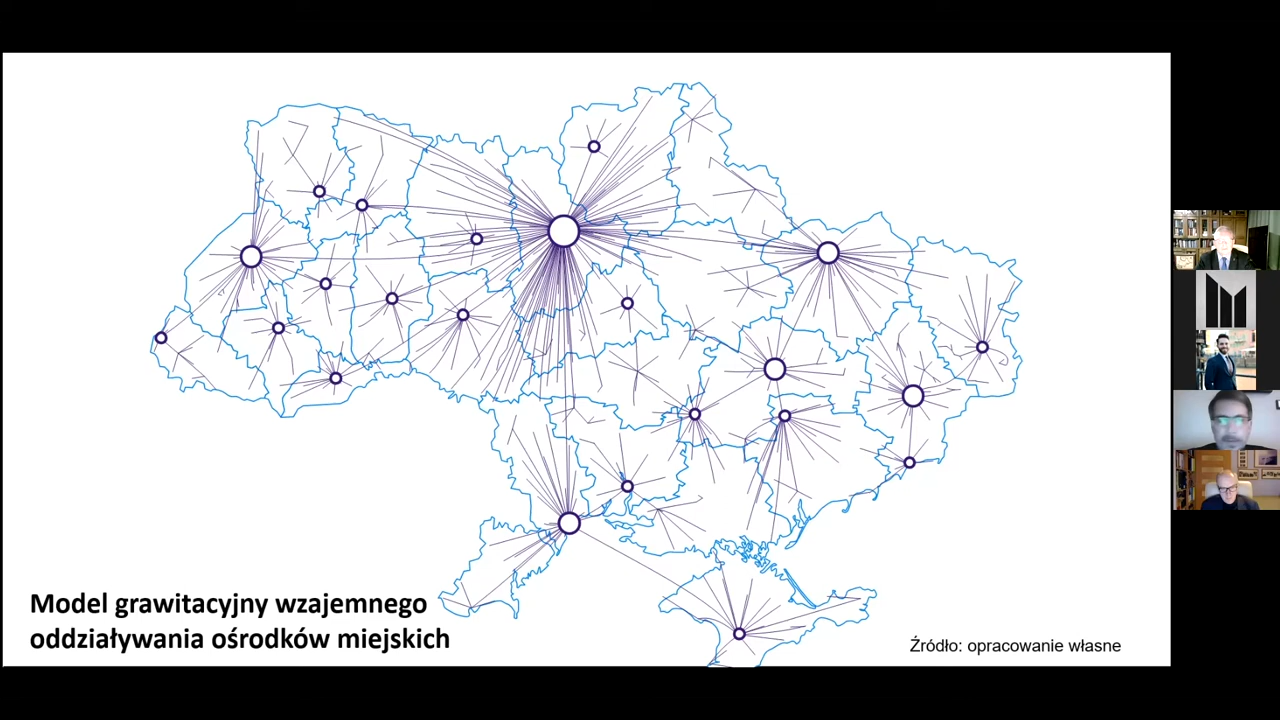 Model grawitacyjny wzajemnego
oddziaływania ośrodków miejskich
Źródło: opracowanie własne